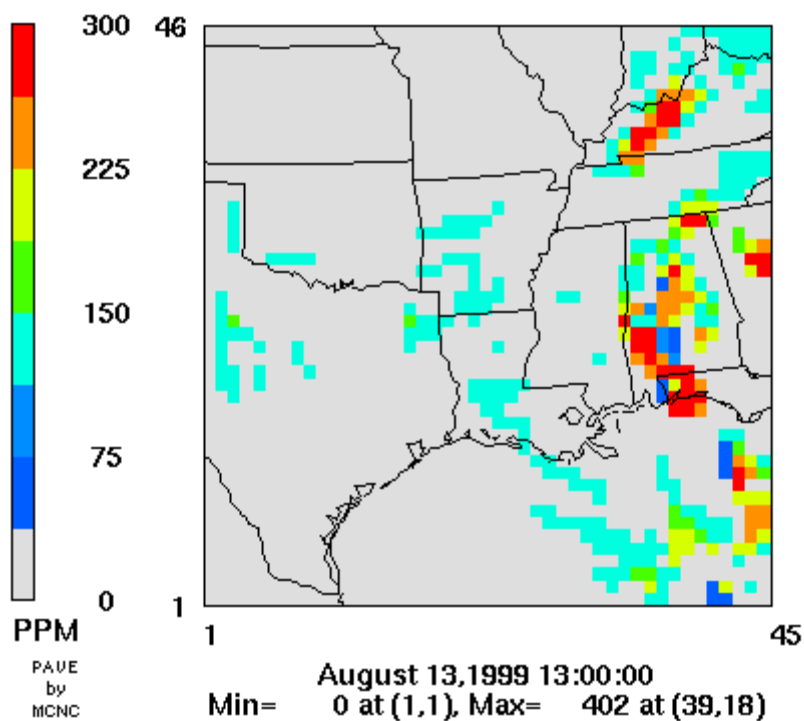 300
225
150
75
0
PPM
PAVE
by
MCNC
46
1
1 45
August 13,1999 13:00:00
Min= 0 at (1,1), Max= 402 at (39,18)